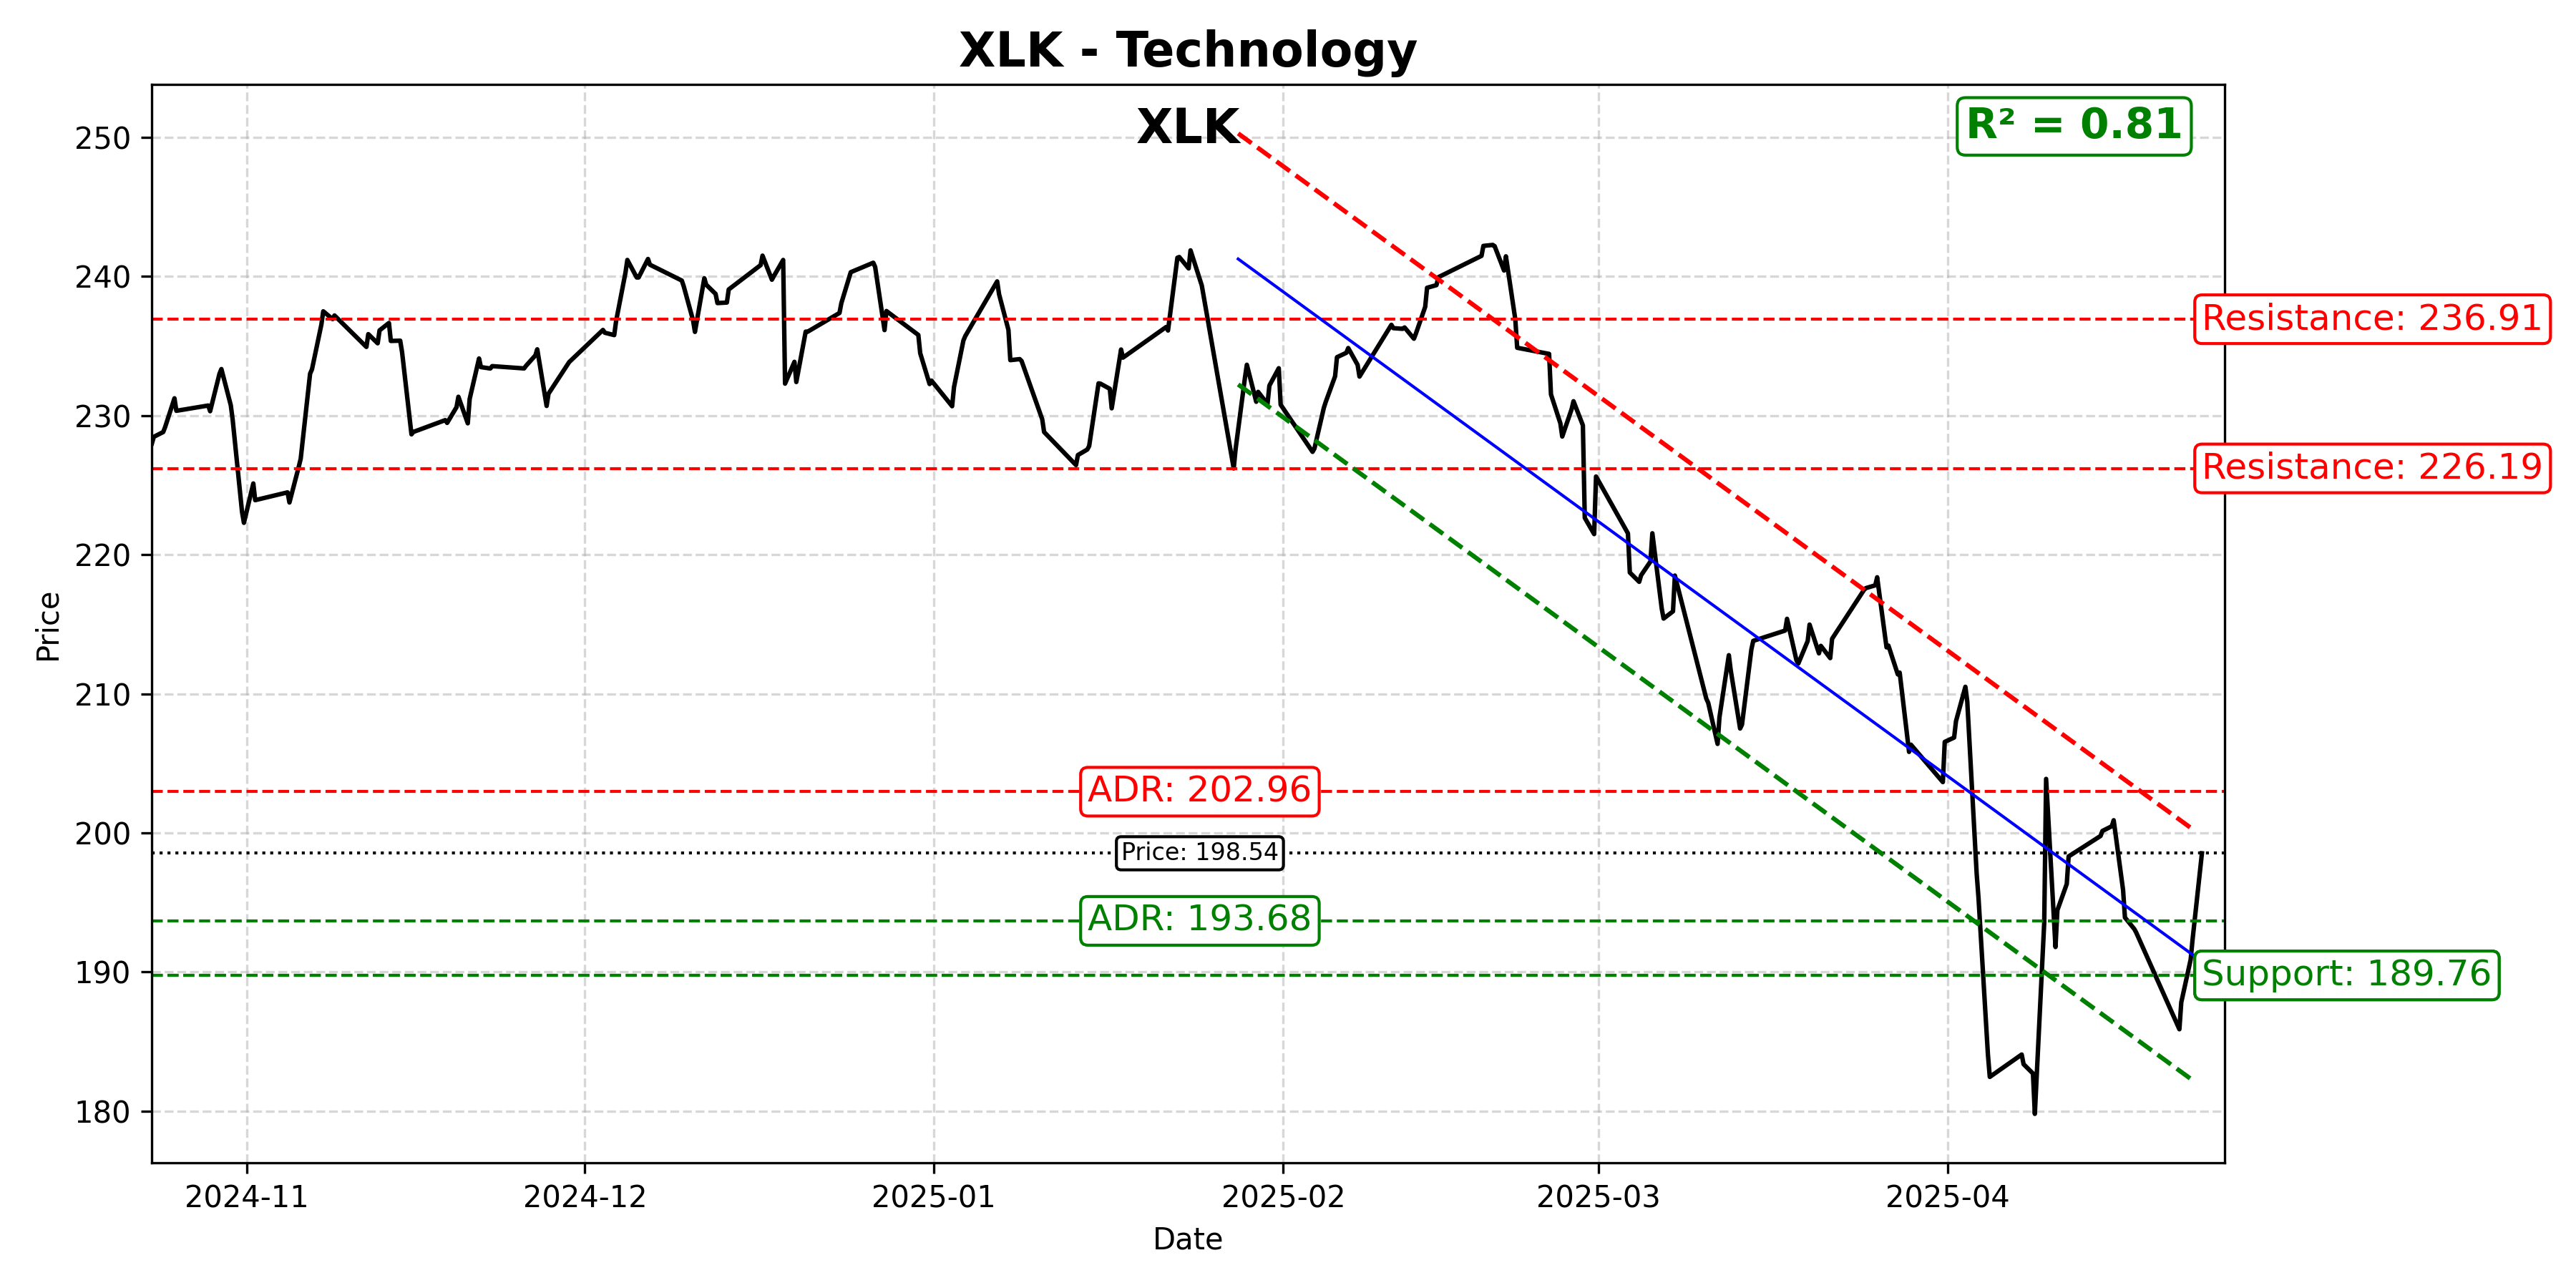 XLK - Technology
XLK
R² = 0.81
250
240
230
220
210
200
190
180
Price
Resistance: 236.91
Resistance: 226.19
ADR: 202.96
Price: 198.54
ADR: 193.68
Support: 189.76
2024-11
2024-12
2025-01
2025-02
2025-03
2025-04
Date